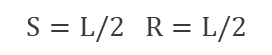 S = L/2 R = L/2